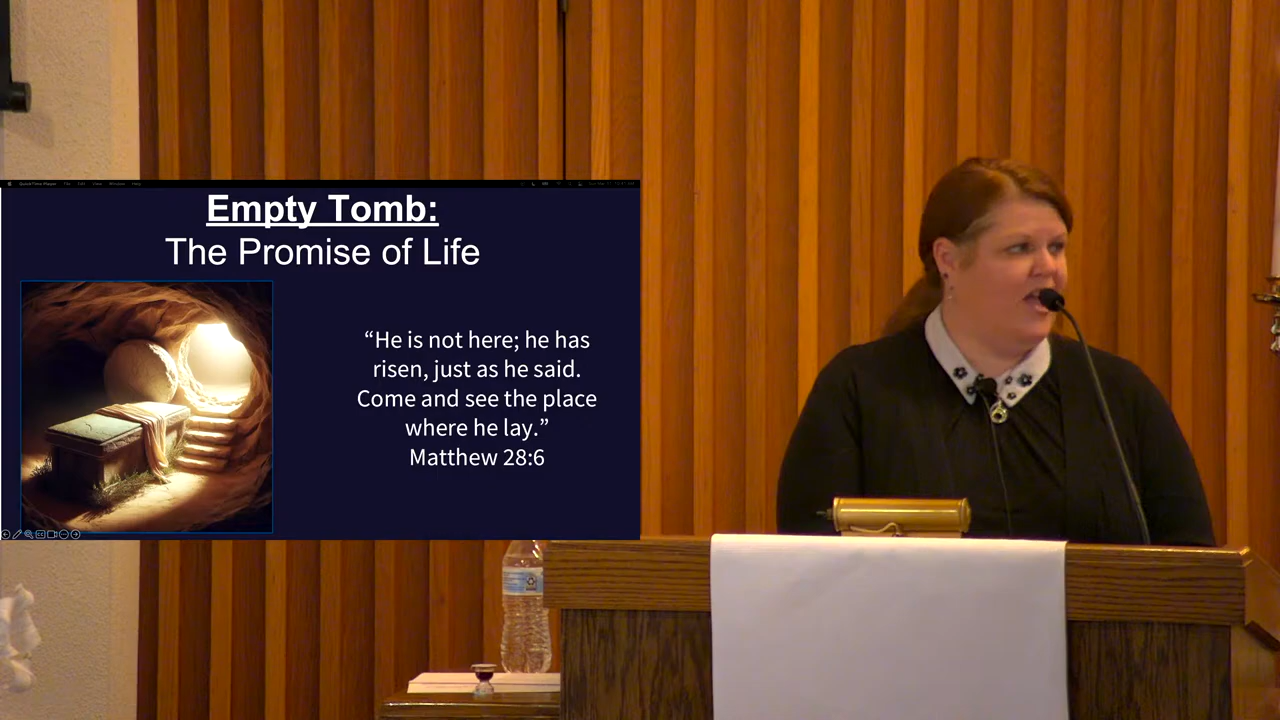 Empty Tomb:
The Promise of Life
“He is not here; he has
risen, just as he said.
Come and see the place
where he lay.”
Matthew 28:6